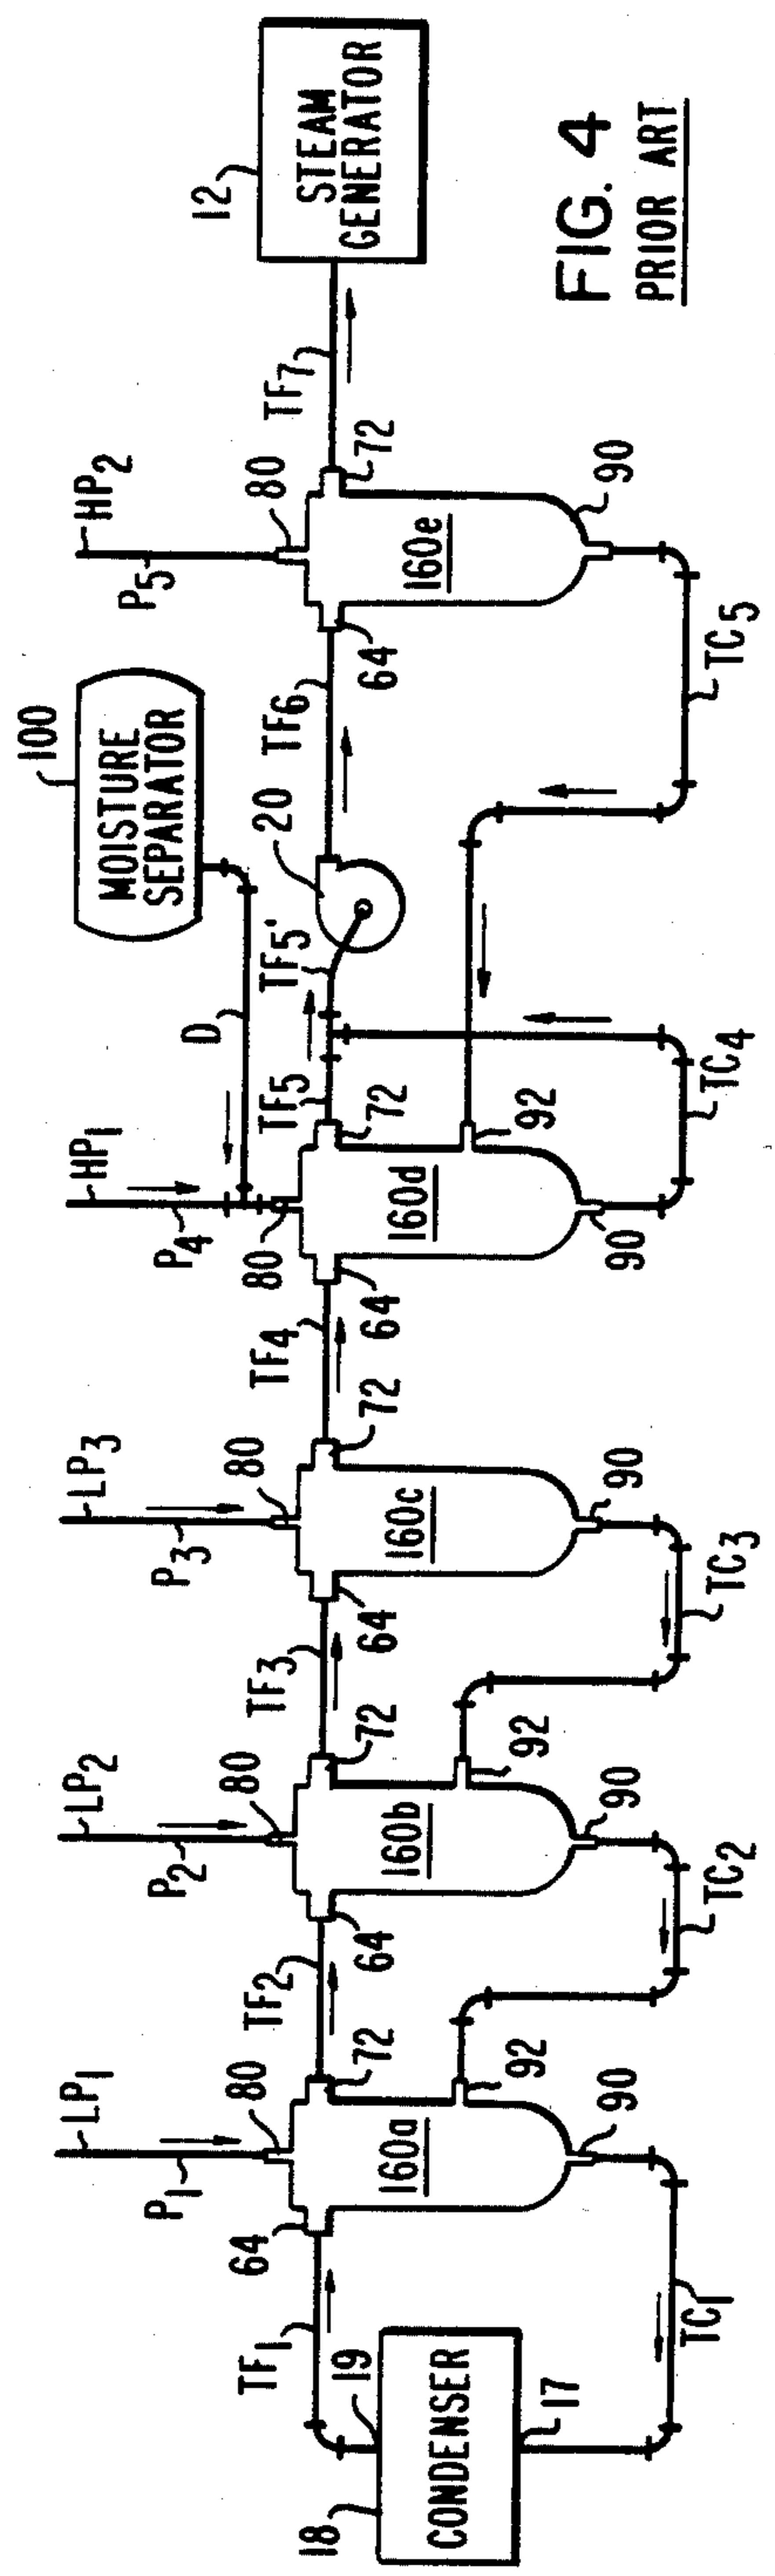 LP₁
LP₂
LP₃
HP₁
100
MOISTURE
SEPARATOR
HP₂
12
STEAM
GENERATOR
P₁
P₂
P₃
P₄
D
P₅
64
80
80
80
80
20
80
TF₁
TF₂
TF₃
TF₄
TF₅
TF₅'
TF₆
TF₇
19
72
64
72
64
72
64
72
64
72
18
CONDENSER
17
160a
160b
160c
160d
160e
92
92
92
90
90
90
90
90
TC₁
TC₂
TC₃
TC₄
TC₅
FIG. 4
PRIOR ART